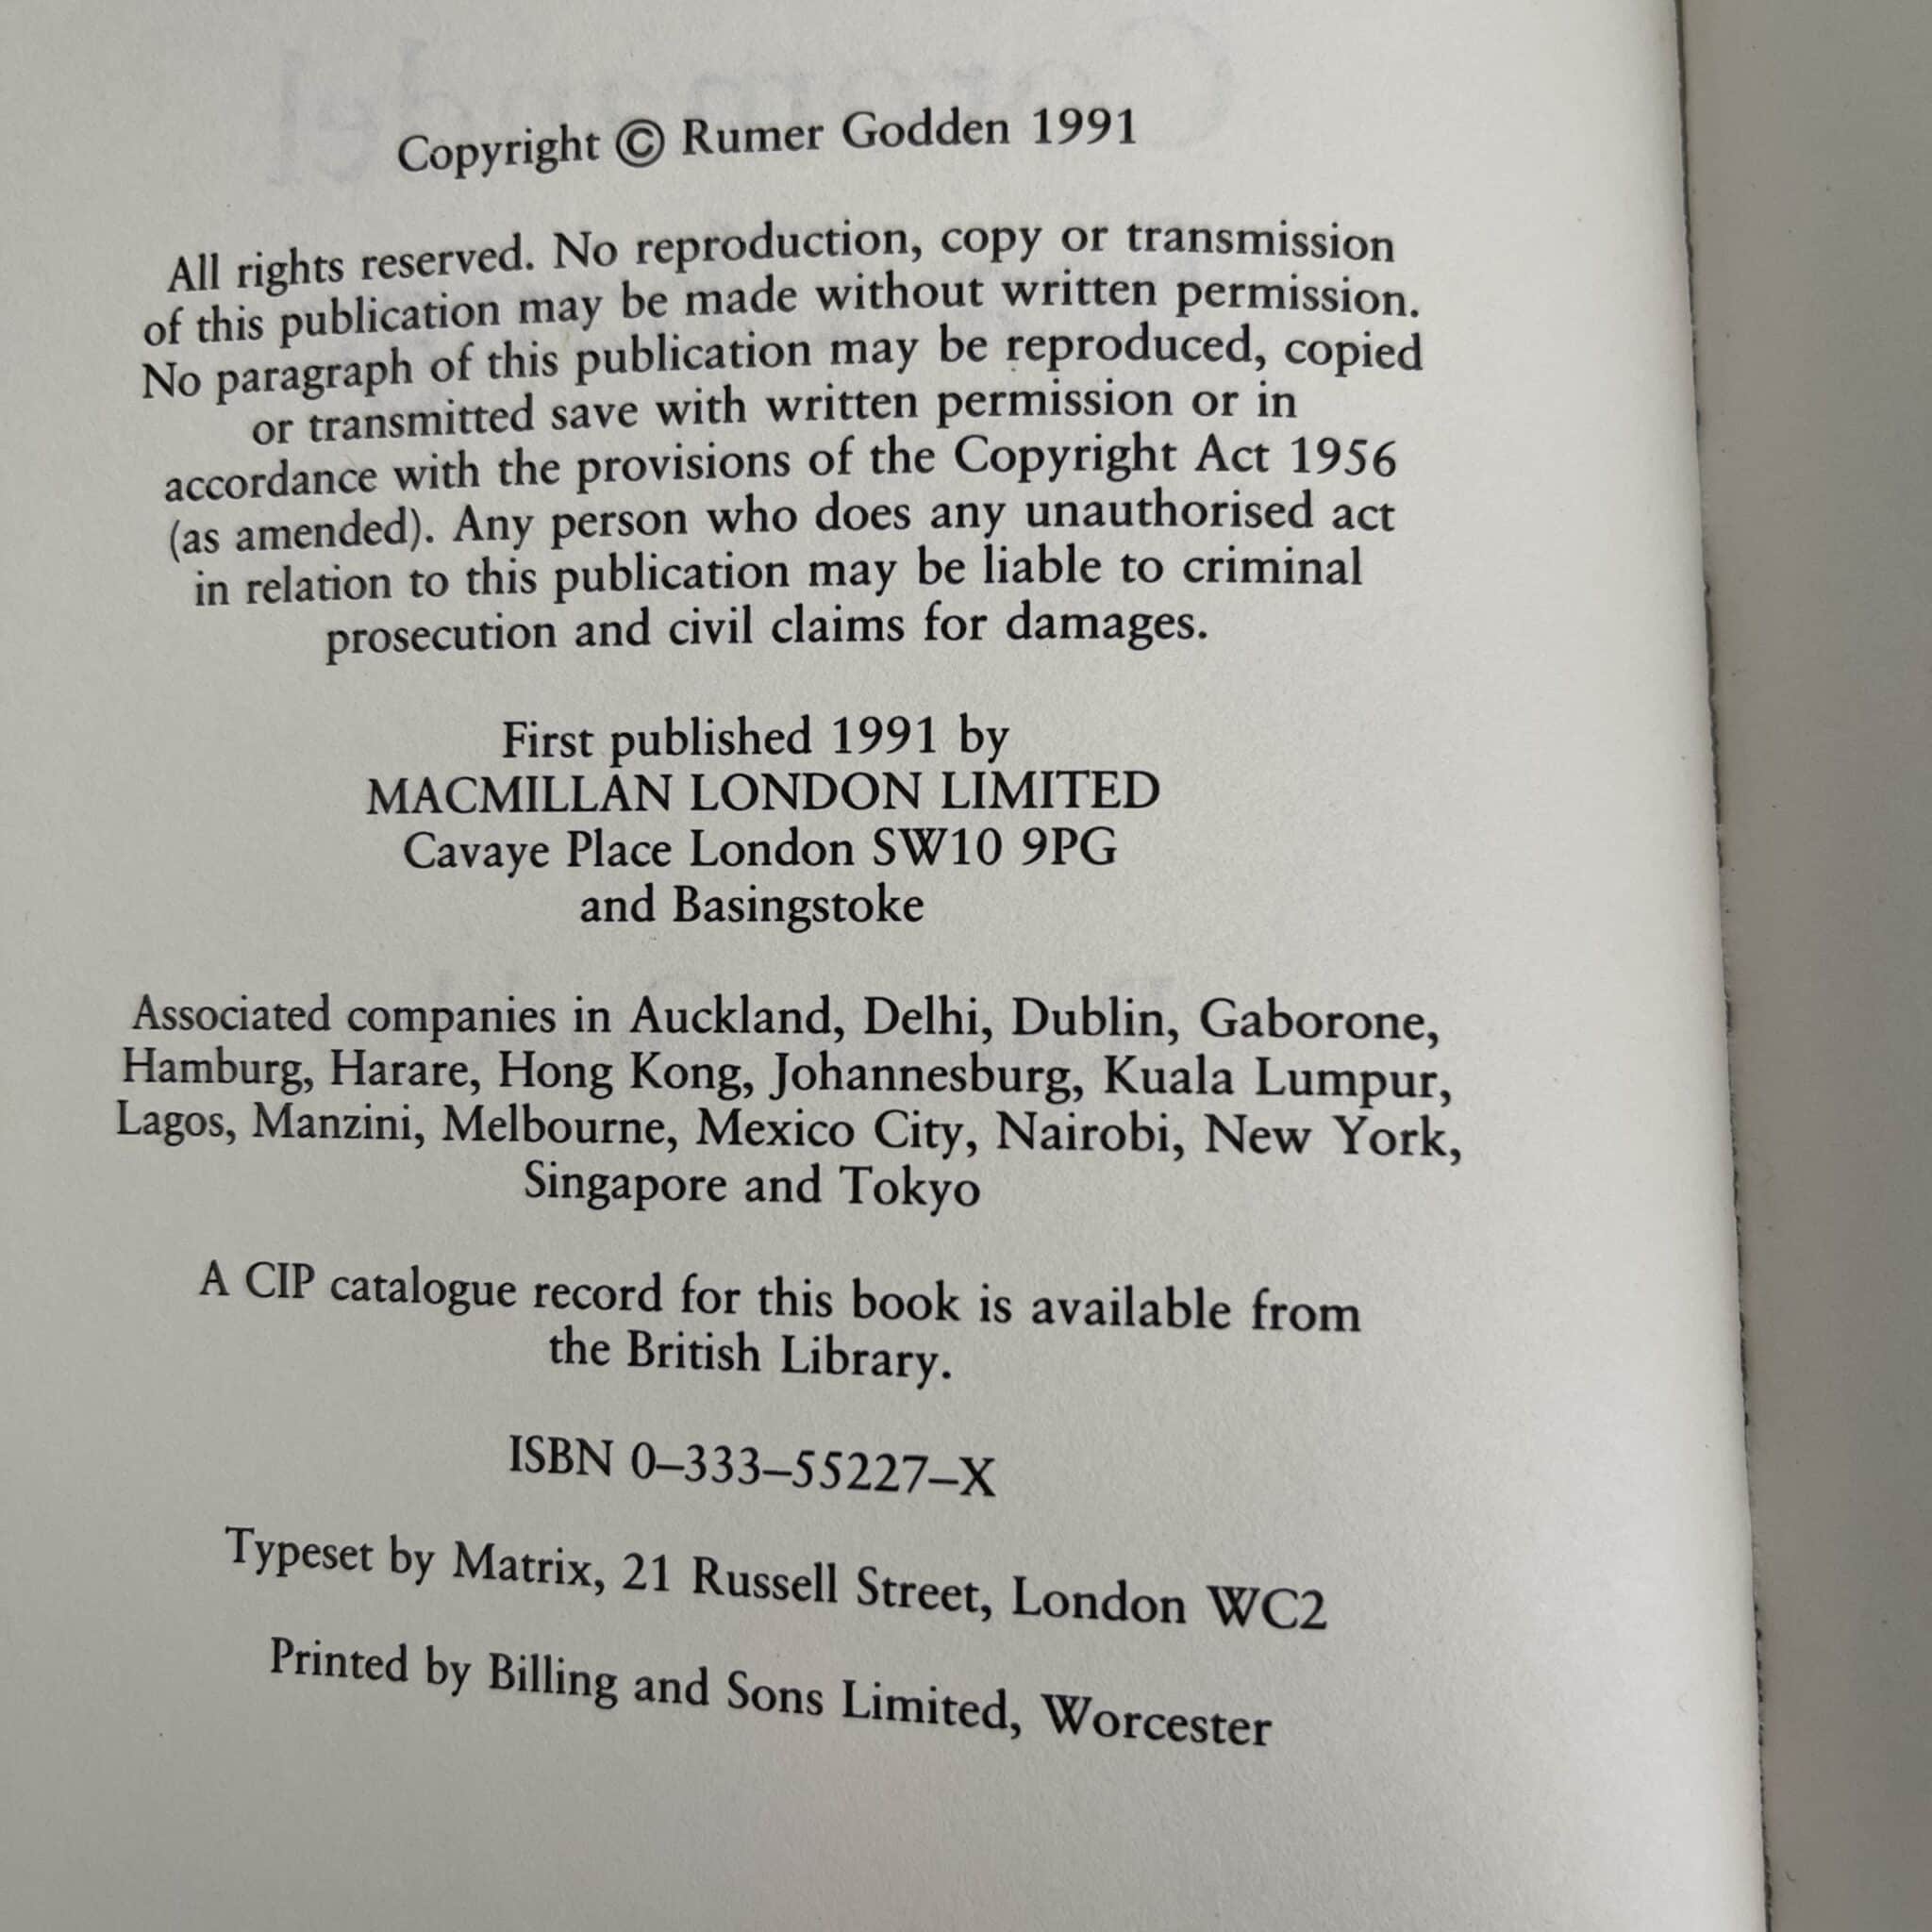 Copyright © Rumer Godden 1991
All rights reserved. No reproduction, copy or transmission
of this publication may be made without written permission.
No paragraph of this publication may be reproduced, copied
or transmitted save with written permission or in
accordance with the provisions of the Copyright Act 1956
(as amended). Any person who does any unauthorised act
in relation to this publication may be liable to criminal
prosecution and civil claims for damages.
First published 1991 by
MACMILLAN LONDON LIMITED
Cavaye Place London SW10 9PG
and Basingstoke
Associated companies in Auckland, Delhi, Dublin, Gaborone,
Hamburg, Harare, Hong Kong, Johannesburg, Kuala Lumpur,
Lagos, Manzini, Melbourne, Mexico City, Nairobi, New York,
Singapore and Tokyo
A CIP catalogue record for this book is available from
the British Library.
ISBN 0–333–55227–X
Typeset by Matrix, 21 Russell Street, London WC2
Printed by Billing and Sons Limited, Worcester